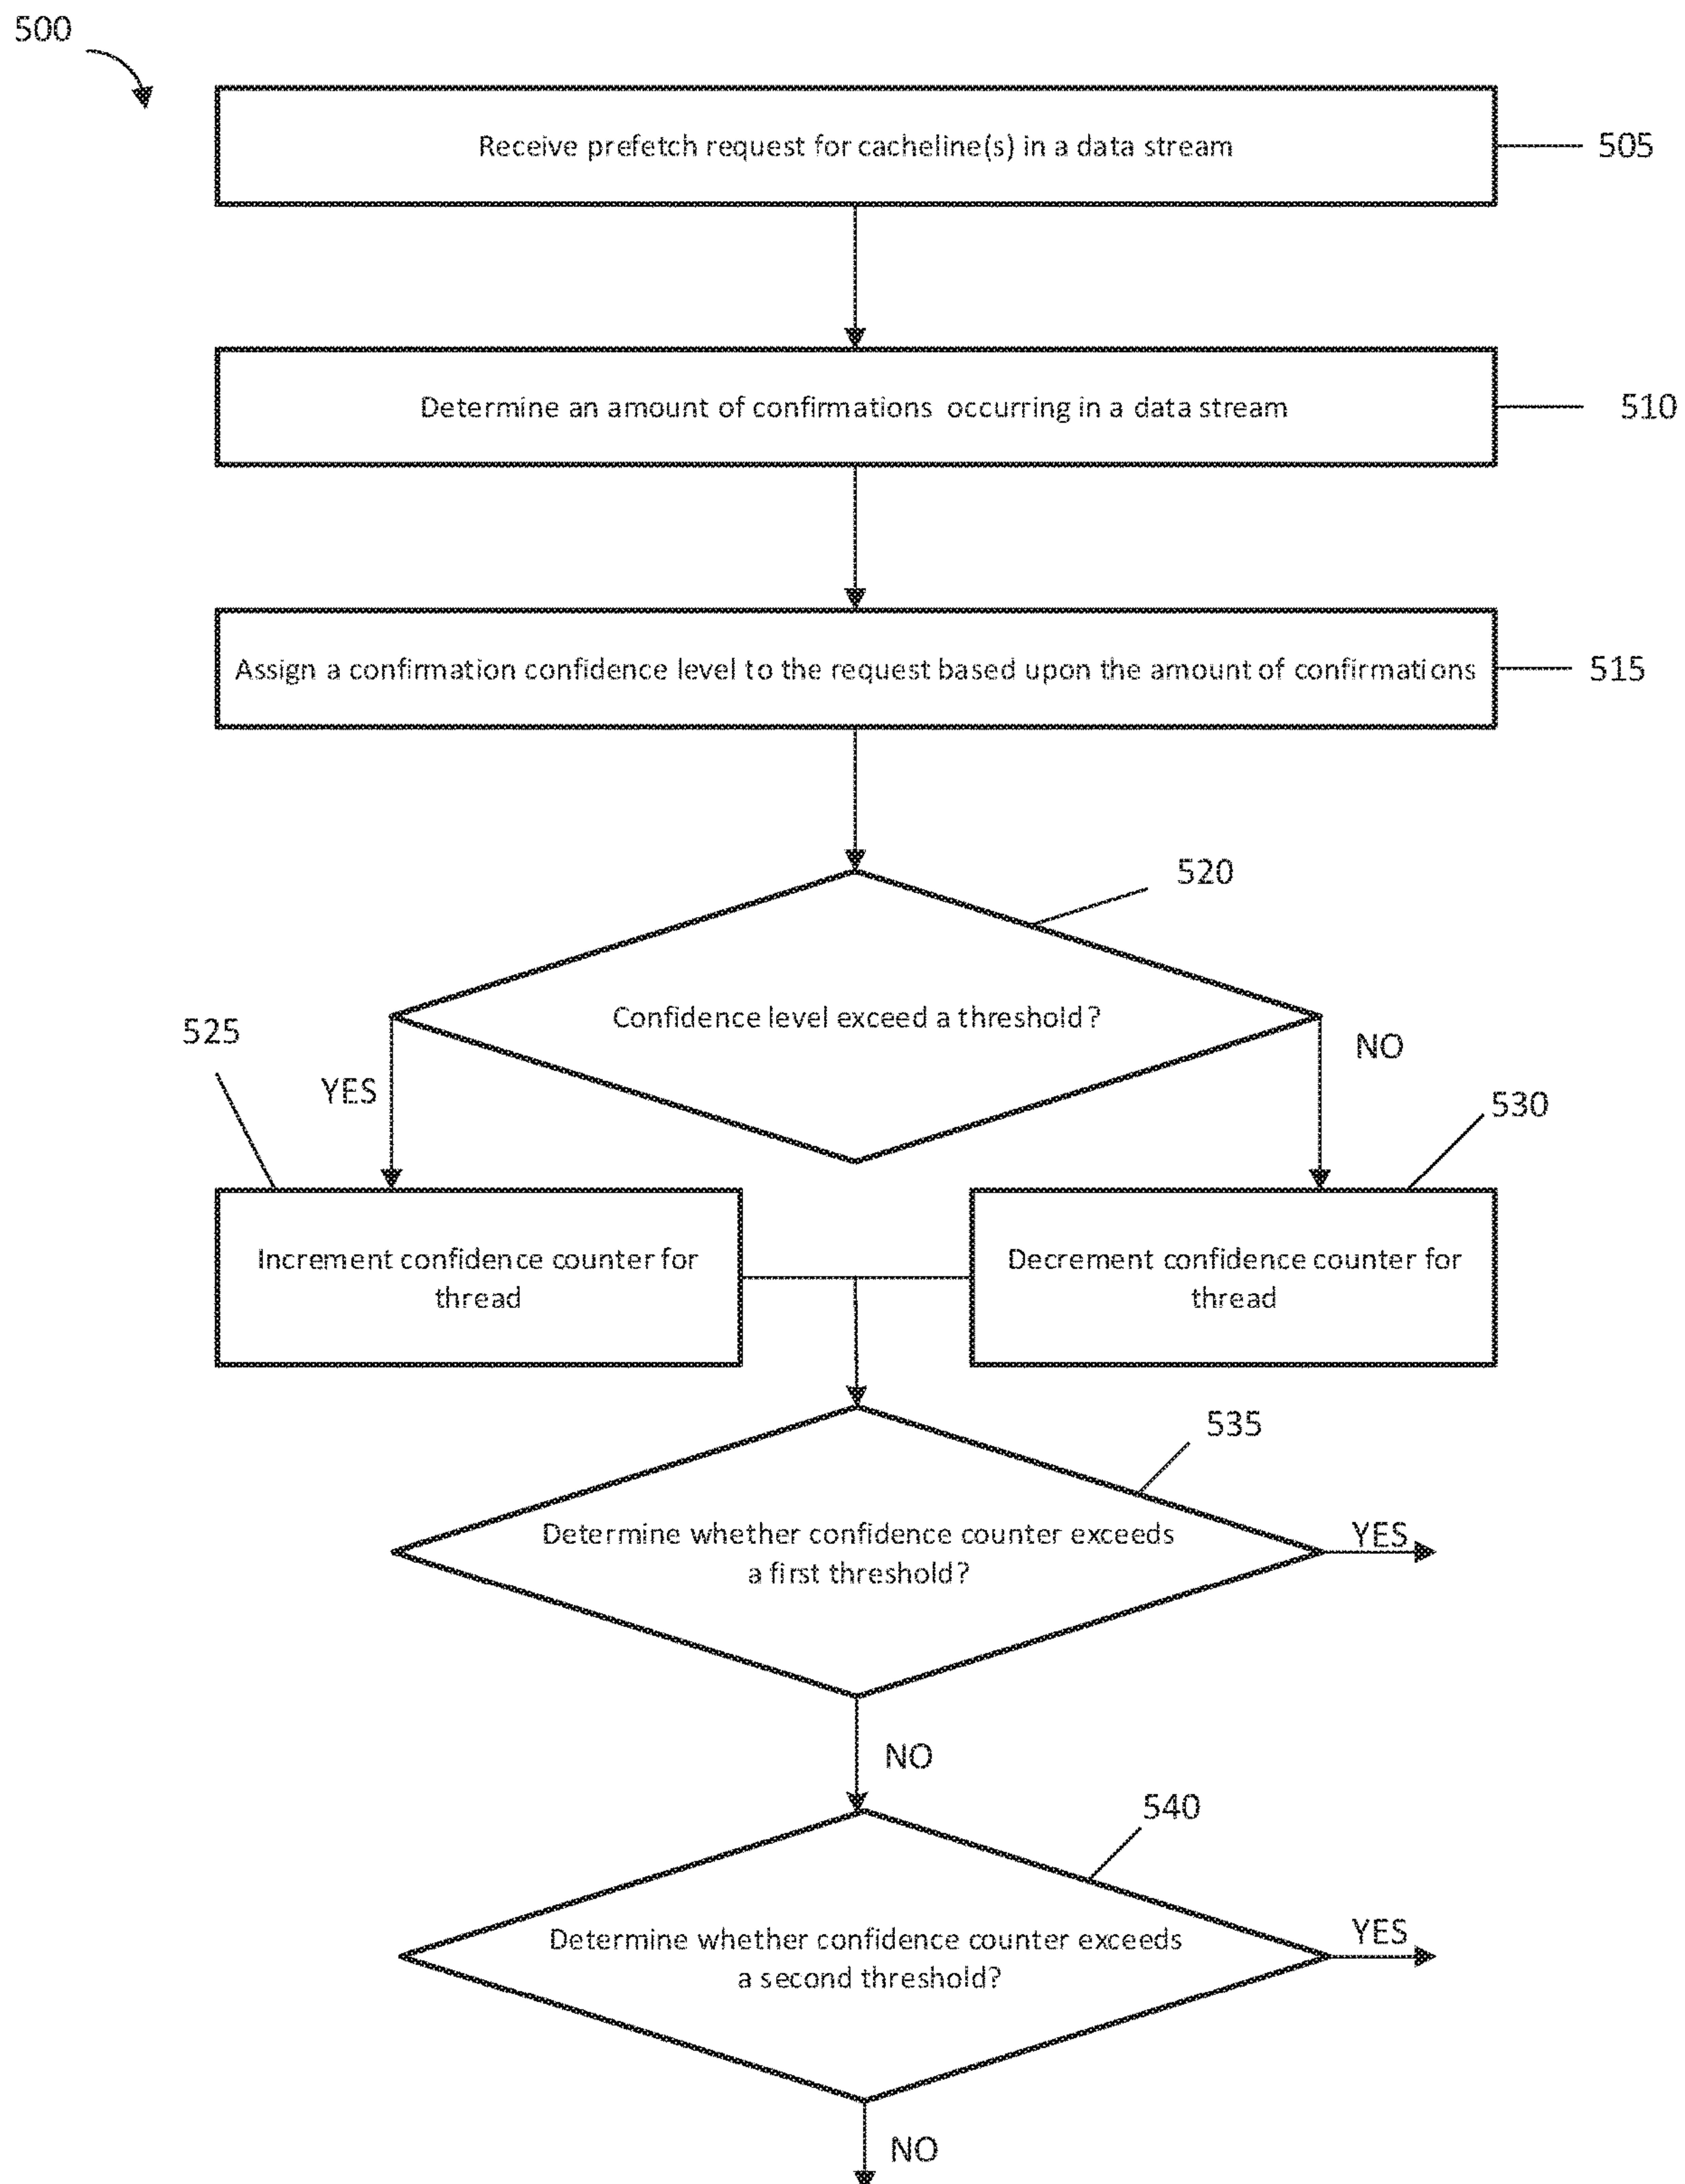 500
Receive prefetch request for cacheline(s) in a data stream
505
Determine an amount of confirmations occurring in a data stream
510
Assign a confirmation confidence level to the request based upon the amount of confirmations
515
520
Confidence level exceed a threshold?
525
YES
NO
530
Increment confidence counter for
thread
Decrement confidence counter for
thread
535
Determine whether confidence counter exceeds
a first threshold?
YES
NO
540
Determine whether confidence counter exceeds
a second threshold?
YES
NO